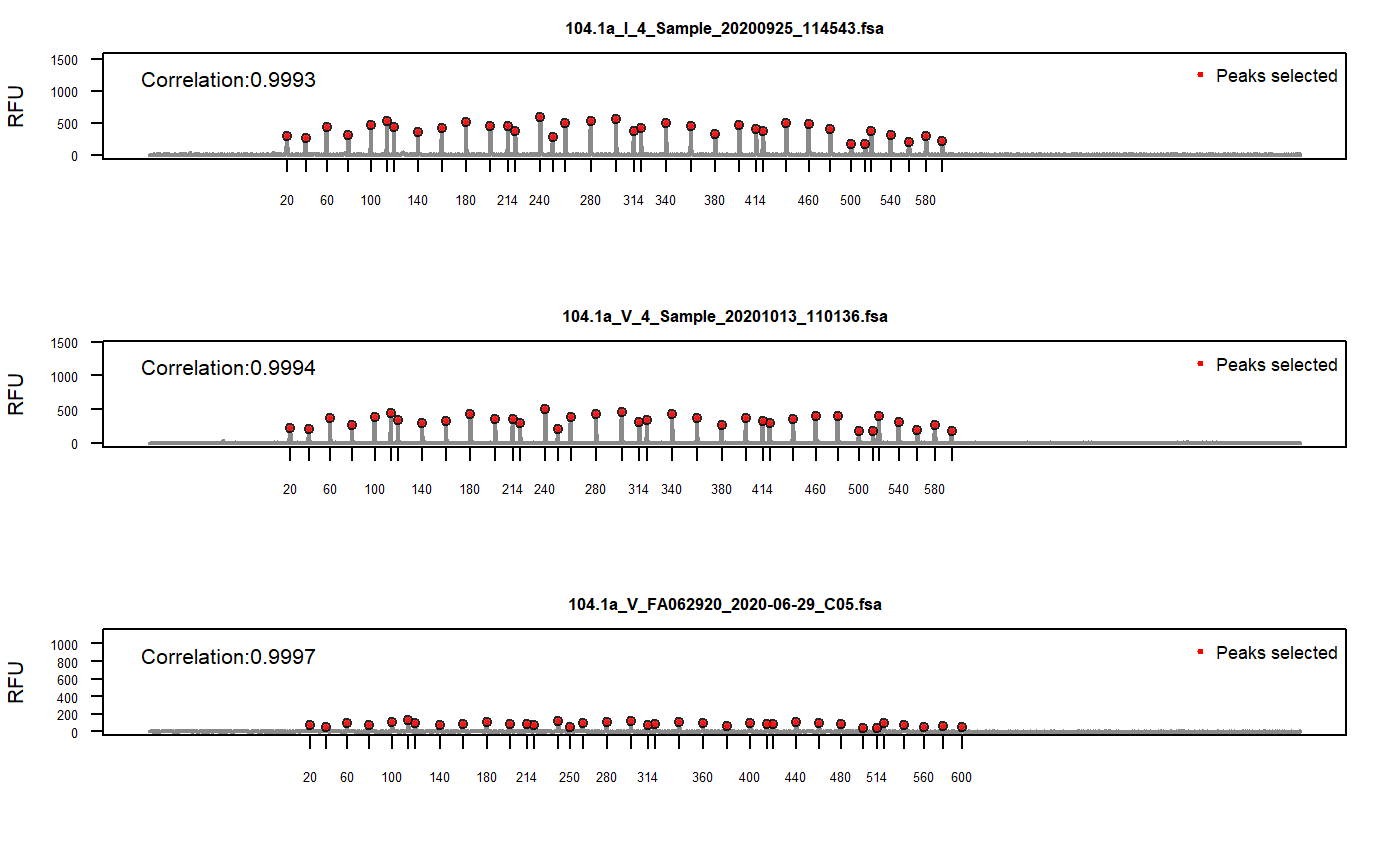 104.1a_I_4_Sample_20200925_114543.fsa
1500
Correlation:0.9993
Peaks selected
1000
RFU
500
0
20 60 100 140 180 214 240 280 314 340 380 414 460 500 540 580
104.1a_V_4_Sample_20201013_110136.fsa
1500
Correlation:0.9994
Peaks selected
1000
RFU
500
0
20 60 100 140 180 214 240 280 314 340 380 414 460 500 540 580
104.1a_V_FA062920_2020-06-29_C05.fsa
1000
Correlation:0.9997
Peaks selected
800
600
RFU
400
200
0
20 60 100 140 180 214 250 280 314 360 400 440 480 514 560 600